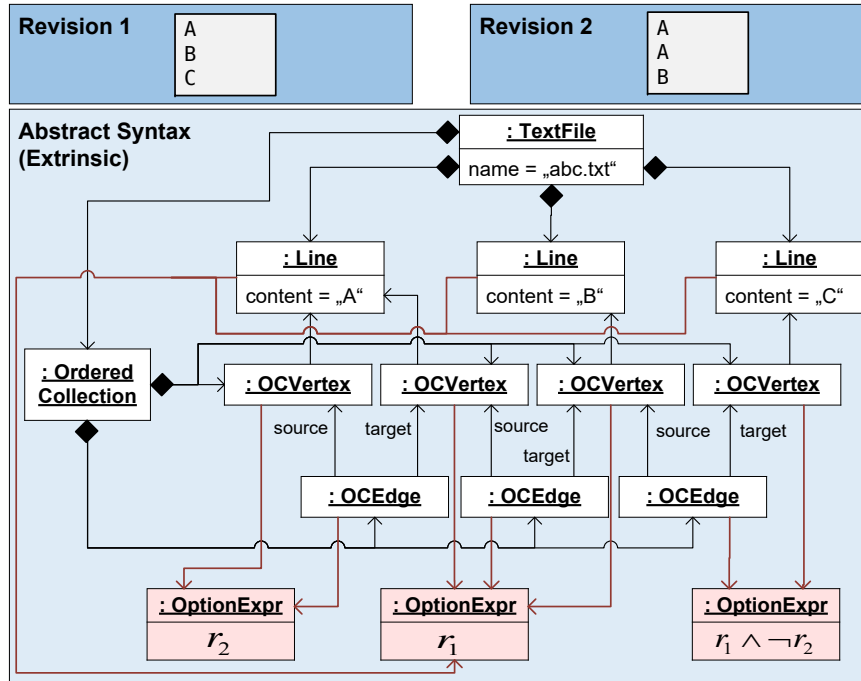 Revision 1
A
B
C
Revision 2
A
A
B
Abstract Syntax
(Extrinsic)
: TextFile
name = „abc.txt“
: Line
content = „A“
: Line
content = „B“
: Line
content = „C“
: Ordered
Collection
: OCVertex
: OCVertex
: OCVertex
: OCVertex
source
target
source
target
source
target
: OCEdge
: OCEdge
: OCEdge
: OptionExpr
r₂
: OptionExpr
r₁
: OptionExpr
r₁ ∧ ¬r₂